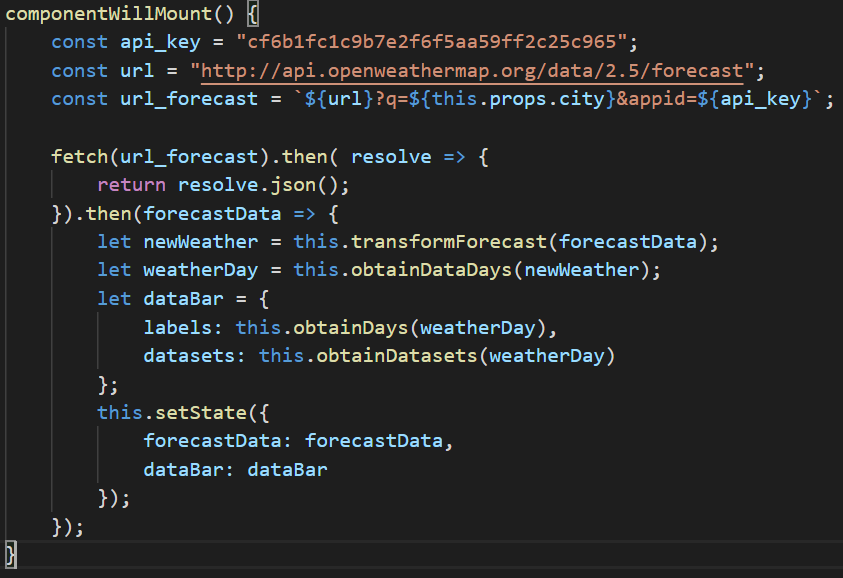 componentWillMount() {
    const api_key = "cf6b1fc1c9b7e2f6f5aa59ff2c25c965";
    const url = "http://api.openweathermap.org/data/2.5/forecast";
    const url_forecast = `${url}?q=${this.props.city}&appid=${api_key}`;

    fetch(url_forecast).then( resolve => {
        return resolve.json();
    }).then(forecastData => {
        let newWeather = this.transformForecast(forecastData);
        let weatherDay = this.obtainDataDays(newWeather);
        let dataBar = {
            labels: this.obtainDays(weatherDay),
            datasets: this.obtainDatasets(weatherDay)
        };
        this.setState({
            forecastData: forecastData,
            dataBar: dataBar
        });
    });
}